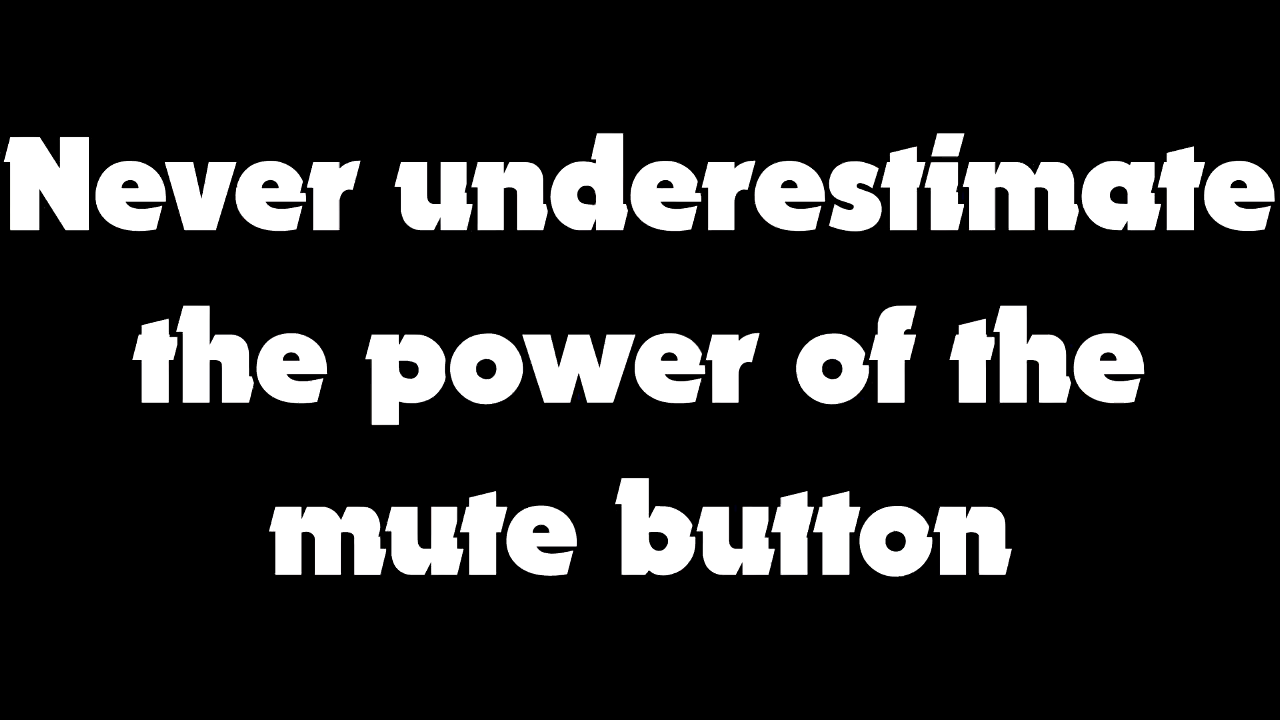 Never underestimate
the power of the
mute button